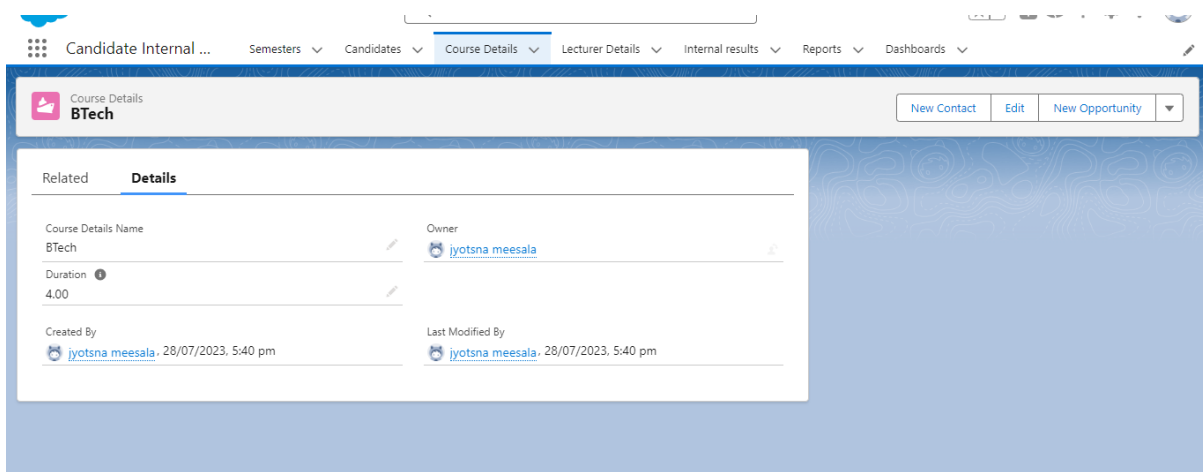 Candidate Internal ... Semesters Candidates Course Details Lecturer Details Internal results Reports Dashboards
Course Details
BTech
New Contact Edit New Opportunity
Related Details
Course Details Name
BTech
Owner
jyotsna meesala
Duration
4.00
Created By
jyotsna meesala, 28/07/2023, 5:40 pm
Last Modified By
jyotsna meesala, 28/07/2023, 5:40 pm